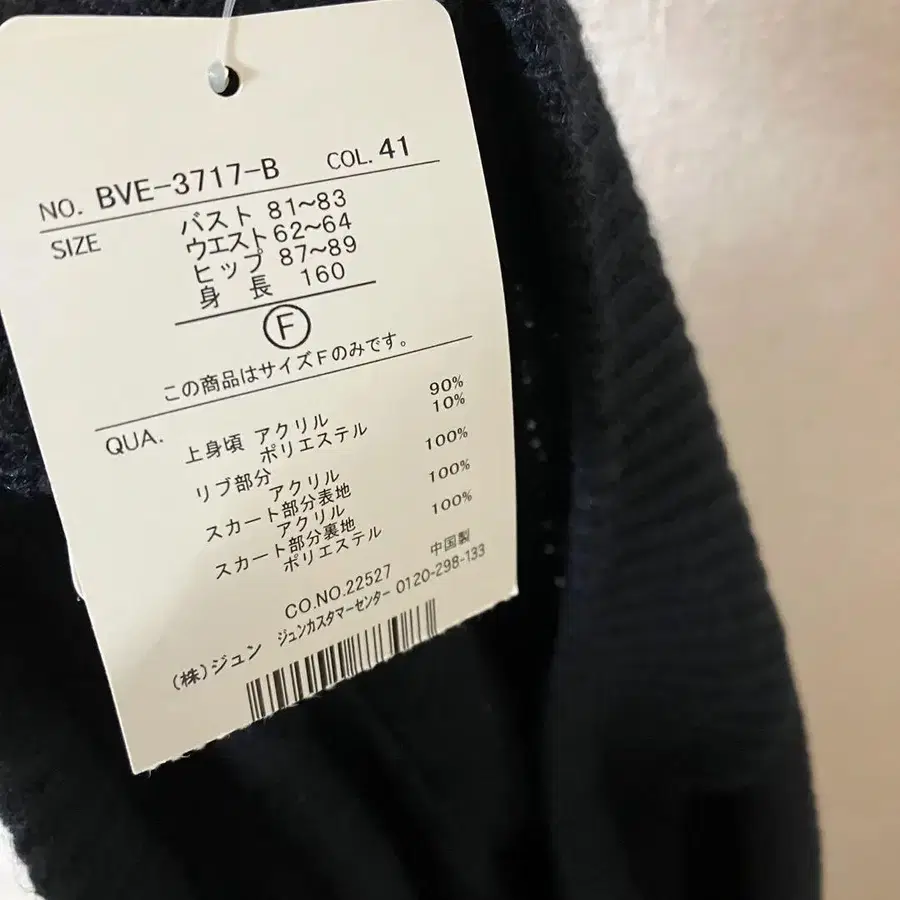 NO. BVE-3717-B COL. 41
SIZE バスト 81～83
ウエスト 62～64
ヒップ 87～89
身長 160
F
この商品はサイズFのみです。
QUA. 上身頃 アクリル 90%
ポリエステル 10%
リブ部分
アクリル 100%
スカート部分表地
アクリル 100%
スカート部分裏地
ポリエステル 100%
中国製
CO.NO.22527
(株)ジュン ジュンカスタマーセンター 0120-298-133